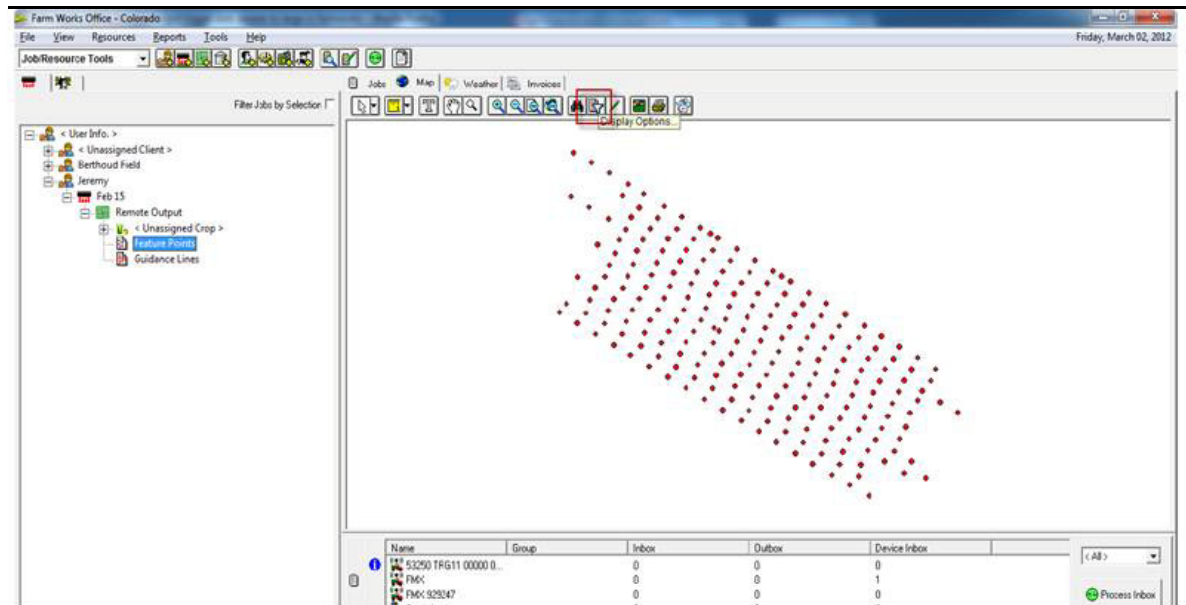 Farm Works Office - Colorado
File View Resources Reports Tools Help
Friday, March 02, 2012
Job/Resource Tools
Jobs Map Weather Invoices
Filter Jobs by Selection
Display Options...
< User Info. >
< Unassigned Client >
Berthoud Field
Jeremy
Feb 15
Remote Output
< Unassigned Crop >
Feature Points
Guidance Lines
Name Group Inbox Outbox Device Inbox
53250 TRG11 00000 0... 0 0 0
FMX 0 0 1
FMX 929247 0 0 0
< All >
Process Inbox